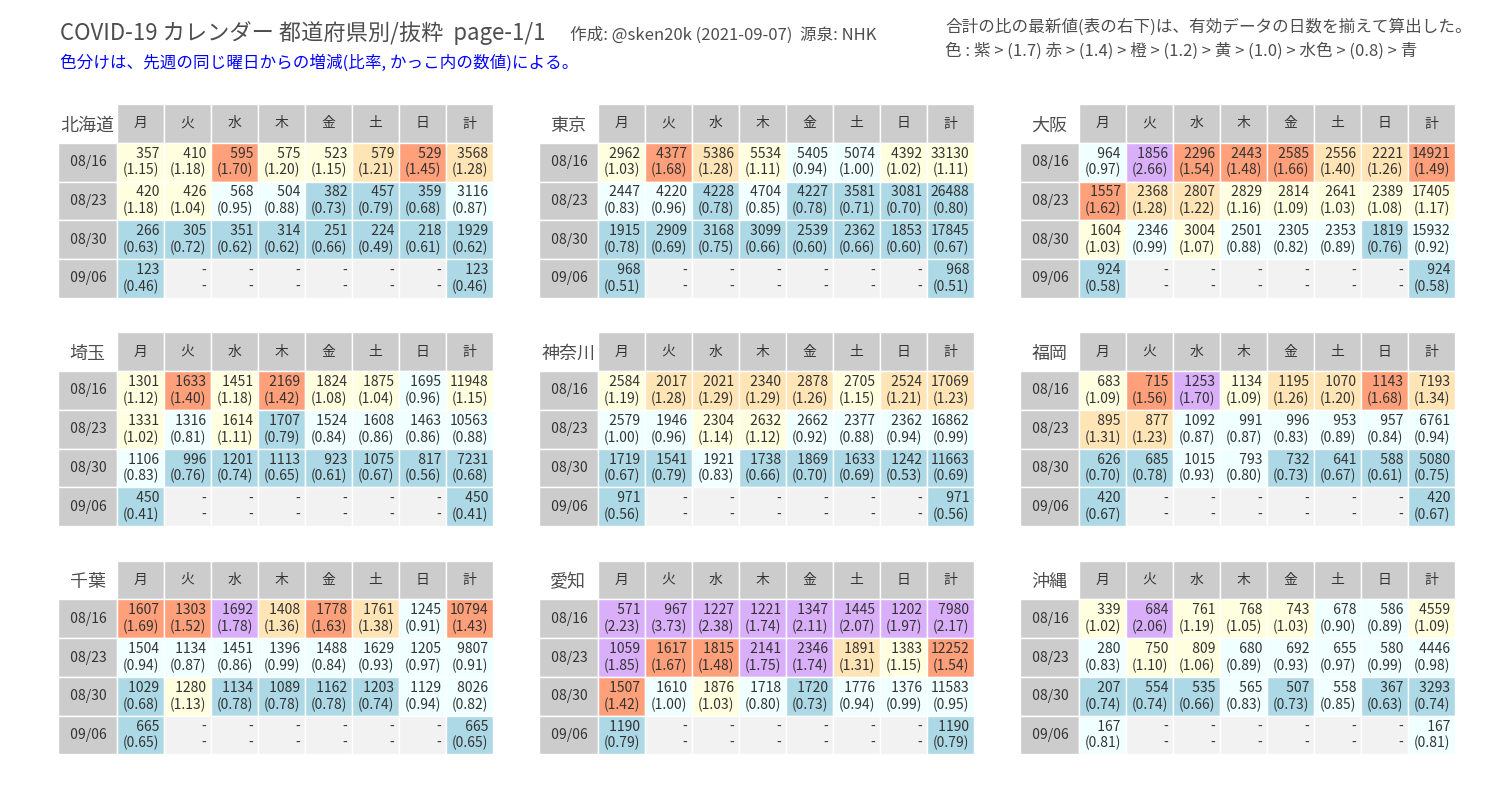 COVID-19 カレンダー 都道府県別/抜粋 page-1/1 作成: @sken20k (2021-09-07) 源泉: NHK
合計の比の最新値(表の右下)は、有効データの日数を揃えて算出した。
色分けは、先週の同じ曜日からの増減(比率, かっこ内の数値)による。
色 : 紫 > (1.7) 赤 > (1.4) > 橙 > (1.2) > 黄 > (1.0) > 水色 > (0.8) > 青
北海道 月 火 水 木 金 土 日 計
08/16 357 410 595 575 523 579 529 3568
(1.15) (1.18) (1.70) (1.20) (1.15) (1.21) (1.45) (1.28)
08/23 420 426 568 504 382 457 359 3116
(1.18) (1.04) (0.95) (0.88) (0.73) (0.79) (0.68) (0.87)
08/30 266 305 351 314 251 224 218 1929
(0.63) (0.72) (0.62) (0.62) (0.66) (0.49) (0.61) (0.62)
09/06 123 - - - - - - 123
(0.46) - - - - - - (0.46)
東京 月 火 水 木 金 土 日 計
08/16 2962 4377 5386 5534 5405 5074 4392 33130
(1.03) (1.68) (1.28) (1.11) (0.94) (1.00) (1.02) (1.11)
08/23 2447 4220 4228 4704 4227 3581 3081 26488
(0.83) (0.96) (0.78) (0.85) (0.78) (0.71) (0.70) (0.80)
08/30 1915 2909 3168 3099 2539 2362 1853 17845
(0.78) (0.69) (0.75) (0.66) (0.60) (0.66) (0.60) (0.67)
09/06 968 - - - - - - 968
(0.51) - - - - - - (0.51)
大阪 月 火 水 木 金 土 日 計
08/16 964 1856 2296 2443 2585 2556 2221 14921
(0.97) (2.66) (1.54) (1.48) (1.66) (1.40) (1.26) (1.49)
08/23 1557 2368 2807 2829 2814 2641 2389 17405
(1.62) (1.28) (1.22) (1.16) (1.09) (1.03) (1.08) (1.17)
08/30 1604 2346 3004 2501 2305 2353 1819 15932
(1.03) (0.99) (1.07) (0.88) (0.82) (0.89) (0.76) (0.92)
09/06 924 - - - - - - 924
(0.58) - - - - - - (0.58)
埼玉 月 火 水 木 金 土 日 計
08/16 1301 1633 1451 2169 1824 1875 1695 11948
(1.12) (1.40) (1.18) (1.42) (1.08) (1.04) (0.96) (1.15)
08/23 1331 1316 1614 1707 1524 1608 1463 10563
(1.02) (0.81) (1.11) (0.79) (0.84) (0.86) (0.86) (0.88)
08/30 1106 996 1201 1113 923 1075 817 7231
(0.83) (0.76) (0.74) (0.65) (0.61) (0.67) (0.56) (0.68)
09/06 450 - - - - - - 450
(0.41) - - - - - - (0.41)
神奈川 月 火 水 木 金 土 日 計
08/16 2584 2017 2021 2340 2878 2705 2524 17069
(1.19) (1.28) (1.29) (1.29) (1.26) (1.15) (1.21) (1.23)
08/23 2579 1946 2304 2632 2662 2377 2362 16862
(1.00) (0.96) (1.14) (1.12) (0.92) (0.88) (0.94) (0.99)
08/30 1719 1541 1921 1738 1869 1633 1242 11663
(0.67) (0.79) (0.83) (0.66) (0.70) (0.69) (0.53) (0.69)
09/06 971 - - - - - - 971
(0.56) - - - - - - (0.56)
福岡 月 火 水 木 金 土 日 計
08/16 683 715 1253 1134 1195 1070 1143 7193
(1.09) (1.56) (1.70) (1.09) (1.26) (1.20) (1.68) (1.34)
08/23 895 877 1092 991 996 953 957 6761
(1.31) (1.23) (0.87) (0.87) (0.83) (0.89) (0.84) (0.94)
08/30 626 685 1015 793 732 641 588 5080
(0.70) (0.78) (0.93) (0.80) (0.73) (0.67) (0.61) (0.75)
09/06 420 - - - - - - 420
(0.67) - - - - - - (0.67)
千葉 月 火 水 木 金 土 日 計
08/16 1607 1303 1692 1408 1778 1761 1245 10794
(1.69) (1.52) (1.78) (1.36) (1.63) (1.38) (0.91) (1.43)
08/23 1504 1134 1451 1396 1488 1629 1205 9807
(0.94) (0.87) (0.86) (0.99) (0.84) (0.93) (0.97) (0.91)
08/30 1029 1280 1134 1089 1162 1203 1129 8026
(0.68) (1.13) (0.78) (0.78) (0.78) (0.74) (0.94) (0.82)
09/06 665 - - - - - - 665
(0.65) - - - - - - (0.65)
愛知 月 火 水 木 金 土 日 計
08/16 571 967 1227 1221 1347 1445 1202 7980
(2.23) (3.73) (2.38) (1.74) (2.11) (2.07) (1.97) (2.17)
08/23 1059 1617 1815 2141 2346 1891 1383 12252
(1.85) (1.67) (1.48) (1.75) (1.74) (1.31) (1.15) (1.54)
08/30 1507 1610 1876 1718 1720 1776 1376 11583
(1.42) (1.00) (1.03) (0.80) (0.73) (0.94) (0.99) (0.95)
09/06 1190 - - - - - - 1190
(0.79) - - - - - - (0.79)
沖縄 月 火 水 木 金 土 日 計
08/16 339 684 761 768 743 678 586 4559
(1.02) (2.06) (1.19) (1.05) (1.03) (0.90) (0.89) (1.09)
08/23 280 750 809 680 692 655 580 4446
(0.83) (1.10) (1.06) (0.89) (0.93) (0.97) (0.99) (0.98)
08/30 207 554 535 565 507 558 367 3293
(0.74) (0.74) (0.66) (0.83) (0.73) (0.85) (0.63) (0.74)
09/06 167 - - - - - - 167
(0.81) - - - - - - (0.81)